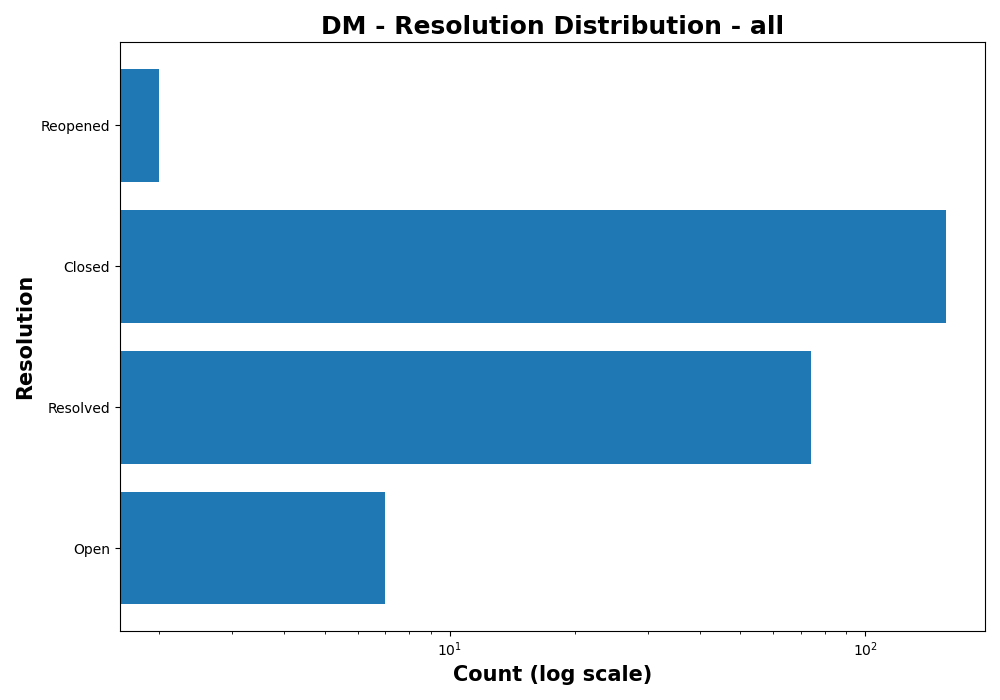 DM - Resolution Distribution - all
Reopened
Closed
Resolved
Open
Resolution
10¹
10²
Count (log scale)